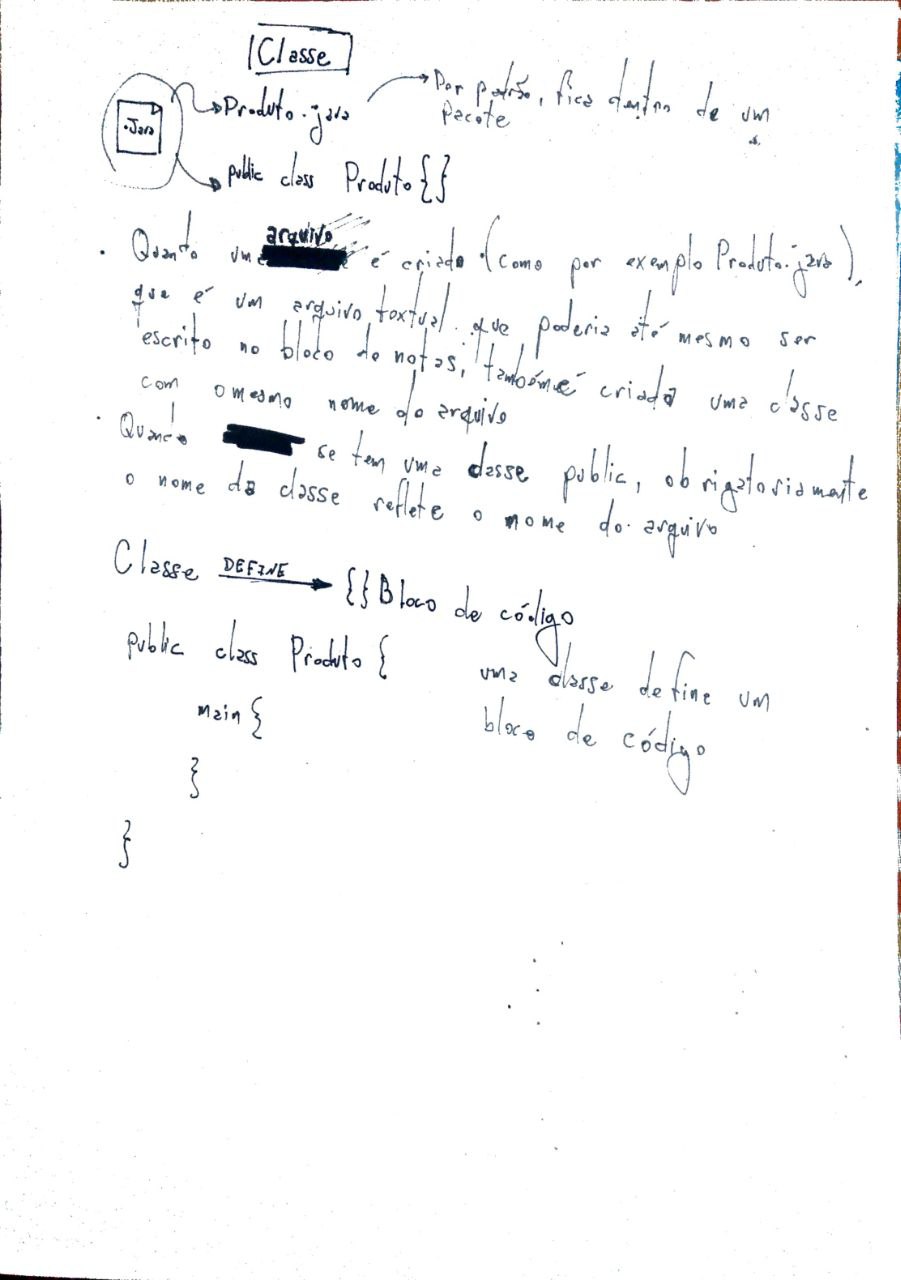 Classe
Por padrão, fica dentro de um
pacote
Produto.java
.Java
public class Produto {}
arquivo
. Quando uma é criado (como por exemplo Produto.java),
que é um arquivo textual que poderia até mesmo ser
escrito no bloco de notas, também é criada uma classe
com o mesmo nome do arquivo
. Quando se tem uma classe public, obrigatoriamente
o nome da classe reflete o nome do arquivo
Classe DEFINE {} Bloco de código
public class Produto {
uma classe define um
main {
bloco de código
}
}